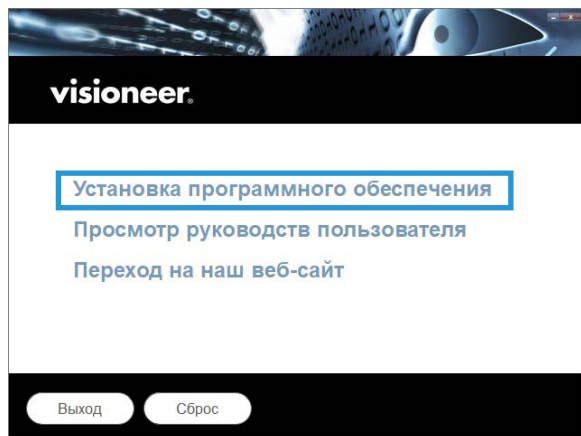 visioneer®
Установка программного обеспечения
Просмотр руководств пользователя
Переход на наш веб-сайт
Выход
Сброс